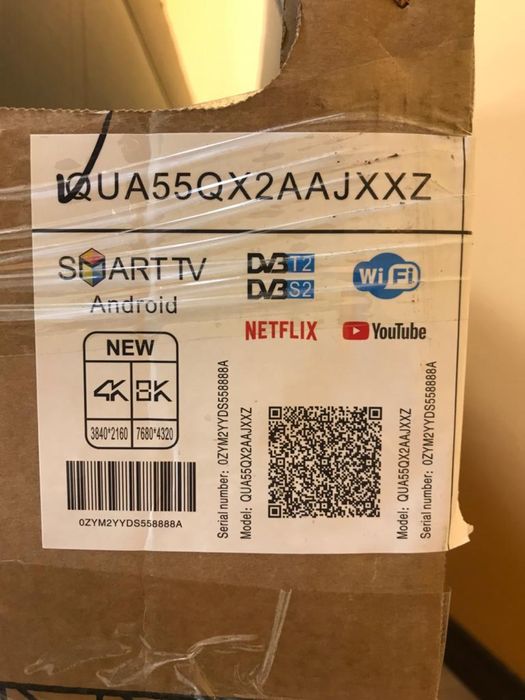 QUA55QX2AAJXXZ
SMART TV
Android
DVB T2
DVB S2
Wi Fi
NETFLIX
YouTube
NEW
4K 8K
3840*2160 7680*4320
0ZYM2YYDS558888A
Serial number: 0ZYM2YYDS558888A
Model: QUA55QX2AAJXXZ
Model: QUA55QX2AAJXXZ
Serial number: 0ZYM2YYDS558888A